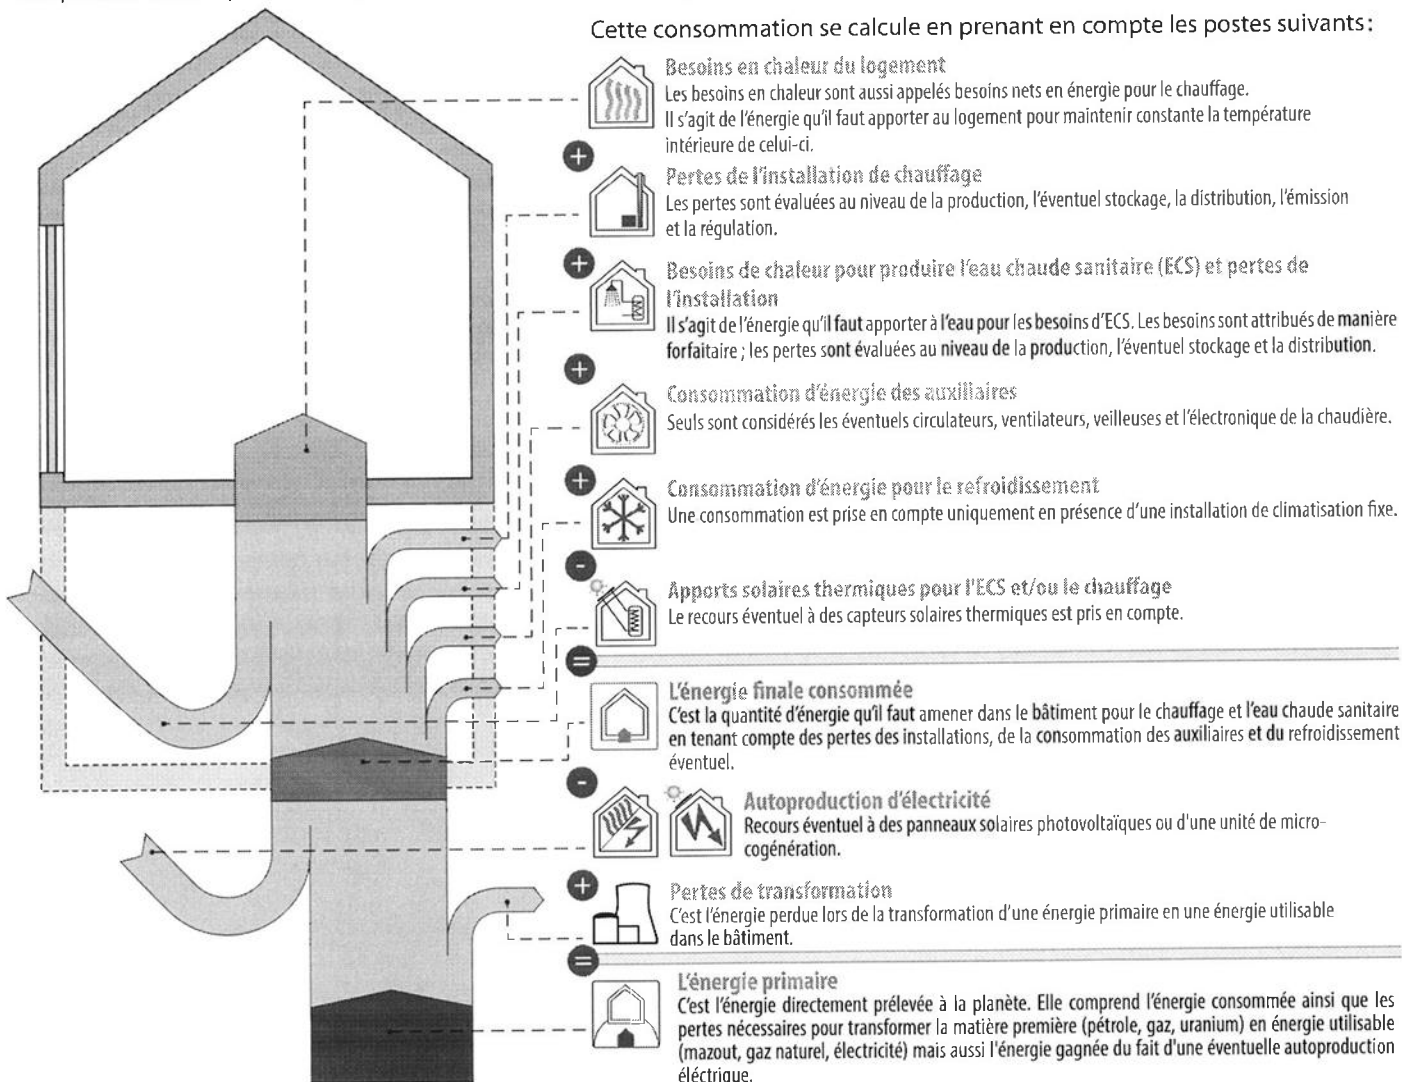 Cette consommation se calcule en prenant en compte les postes suivants :
Besoins en chaleur du logement
Les besoins en chaleur sont aussi appelés besoins nets en énergie pour le chauffage.
Il s'agit de l'énergie qu'il faut apporter au logement pour maintenir constante la température
intérieure de celui-ci.
+
Pertes de l'installation de chauffage
Les pertes sont évaluées au niveau de la production, l'éventuel stockage, la distribution, l'émission
et la régulation.
+
Besoins de chaleur pour produire l'eau chaude sanitaire (ECS) et pertes de
l'installation
Il s'agit de l'énergie qu'il faut apporter à l'eau pour les besoins d'ECS. Les besoins sont attribués de manière
forfaitaire ; les pertes sont évaluées au niveau de la production, l'éventuel stockage et la distribution.
+
Consommation d'énergie des auxiliaires
Seuls sont considérés les éventuels circulateurs, ventilateurs, veilleuses et l'électronique de la chaudière.
+
Consommation d'énergie pour le refroidissement
Une consommation est prise en compte uniquement en présence d'une installation de climatisation fixe.
-
Apports solaires thermiques pour l'ECS et/ou le chauffage
Le recours éventuel à des capteurs solaires thermiques est pris en compte.
=
L'énergie finale consommée
C'est la quantité d'énergie qu'il faut amener dans le bâtiment pour le chauffage et l'eau chaude sanitaire
en tenant compte des pertes des installations, de la consommation des auxiliaires et du refroidissement
éventuel.
-
Autoproduction d'électricité
Recours éventuel à des panneaux solaires photovoltaïques ou d'une unité de micro-
cogénération.
+
Pertes de transformation
C'est l'énergie perdue lors de la transformation d'une énergie primaire en une énergie utilisable
dans le bâtiment.
=
L'énergie primaire
C'est l'énergie directement prélevée à la planète. Elle comprend l'énergie consommée ainsi que les
pertes nécessaires pour transformer la matière première (pétrole, gaz, uranium) en énergie utilisable
(mazout, gaz naturel, électricité) mais aussi l'énergie gagnée du fait d'une éventuelle autoproduction
éléctrique.